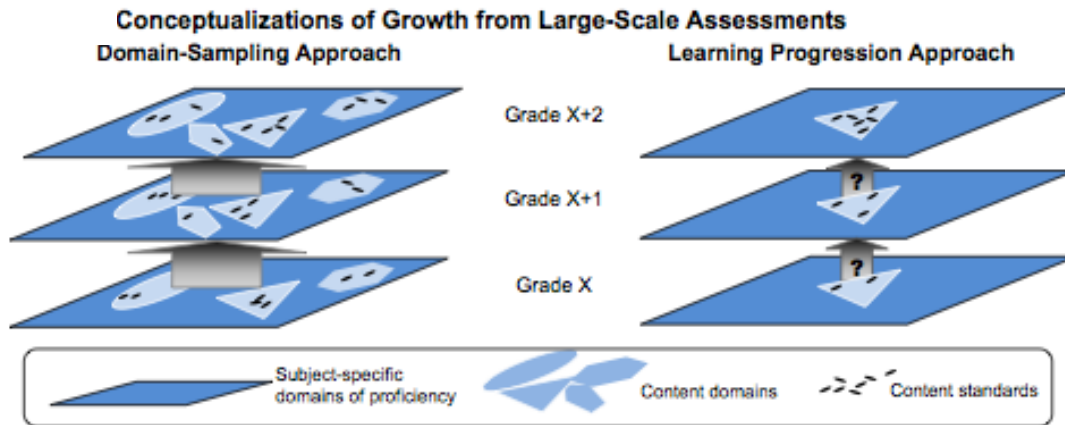 Conceptualizations of Growth from Large-Scale Assessments
Domain-Sampling Approach
Learning Progression Approach
Grade X+2
Grade X+1
?
Grade X
?
Subject-specific
domains of proficiency
Content domains
Content standards